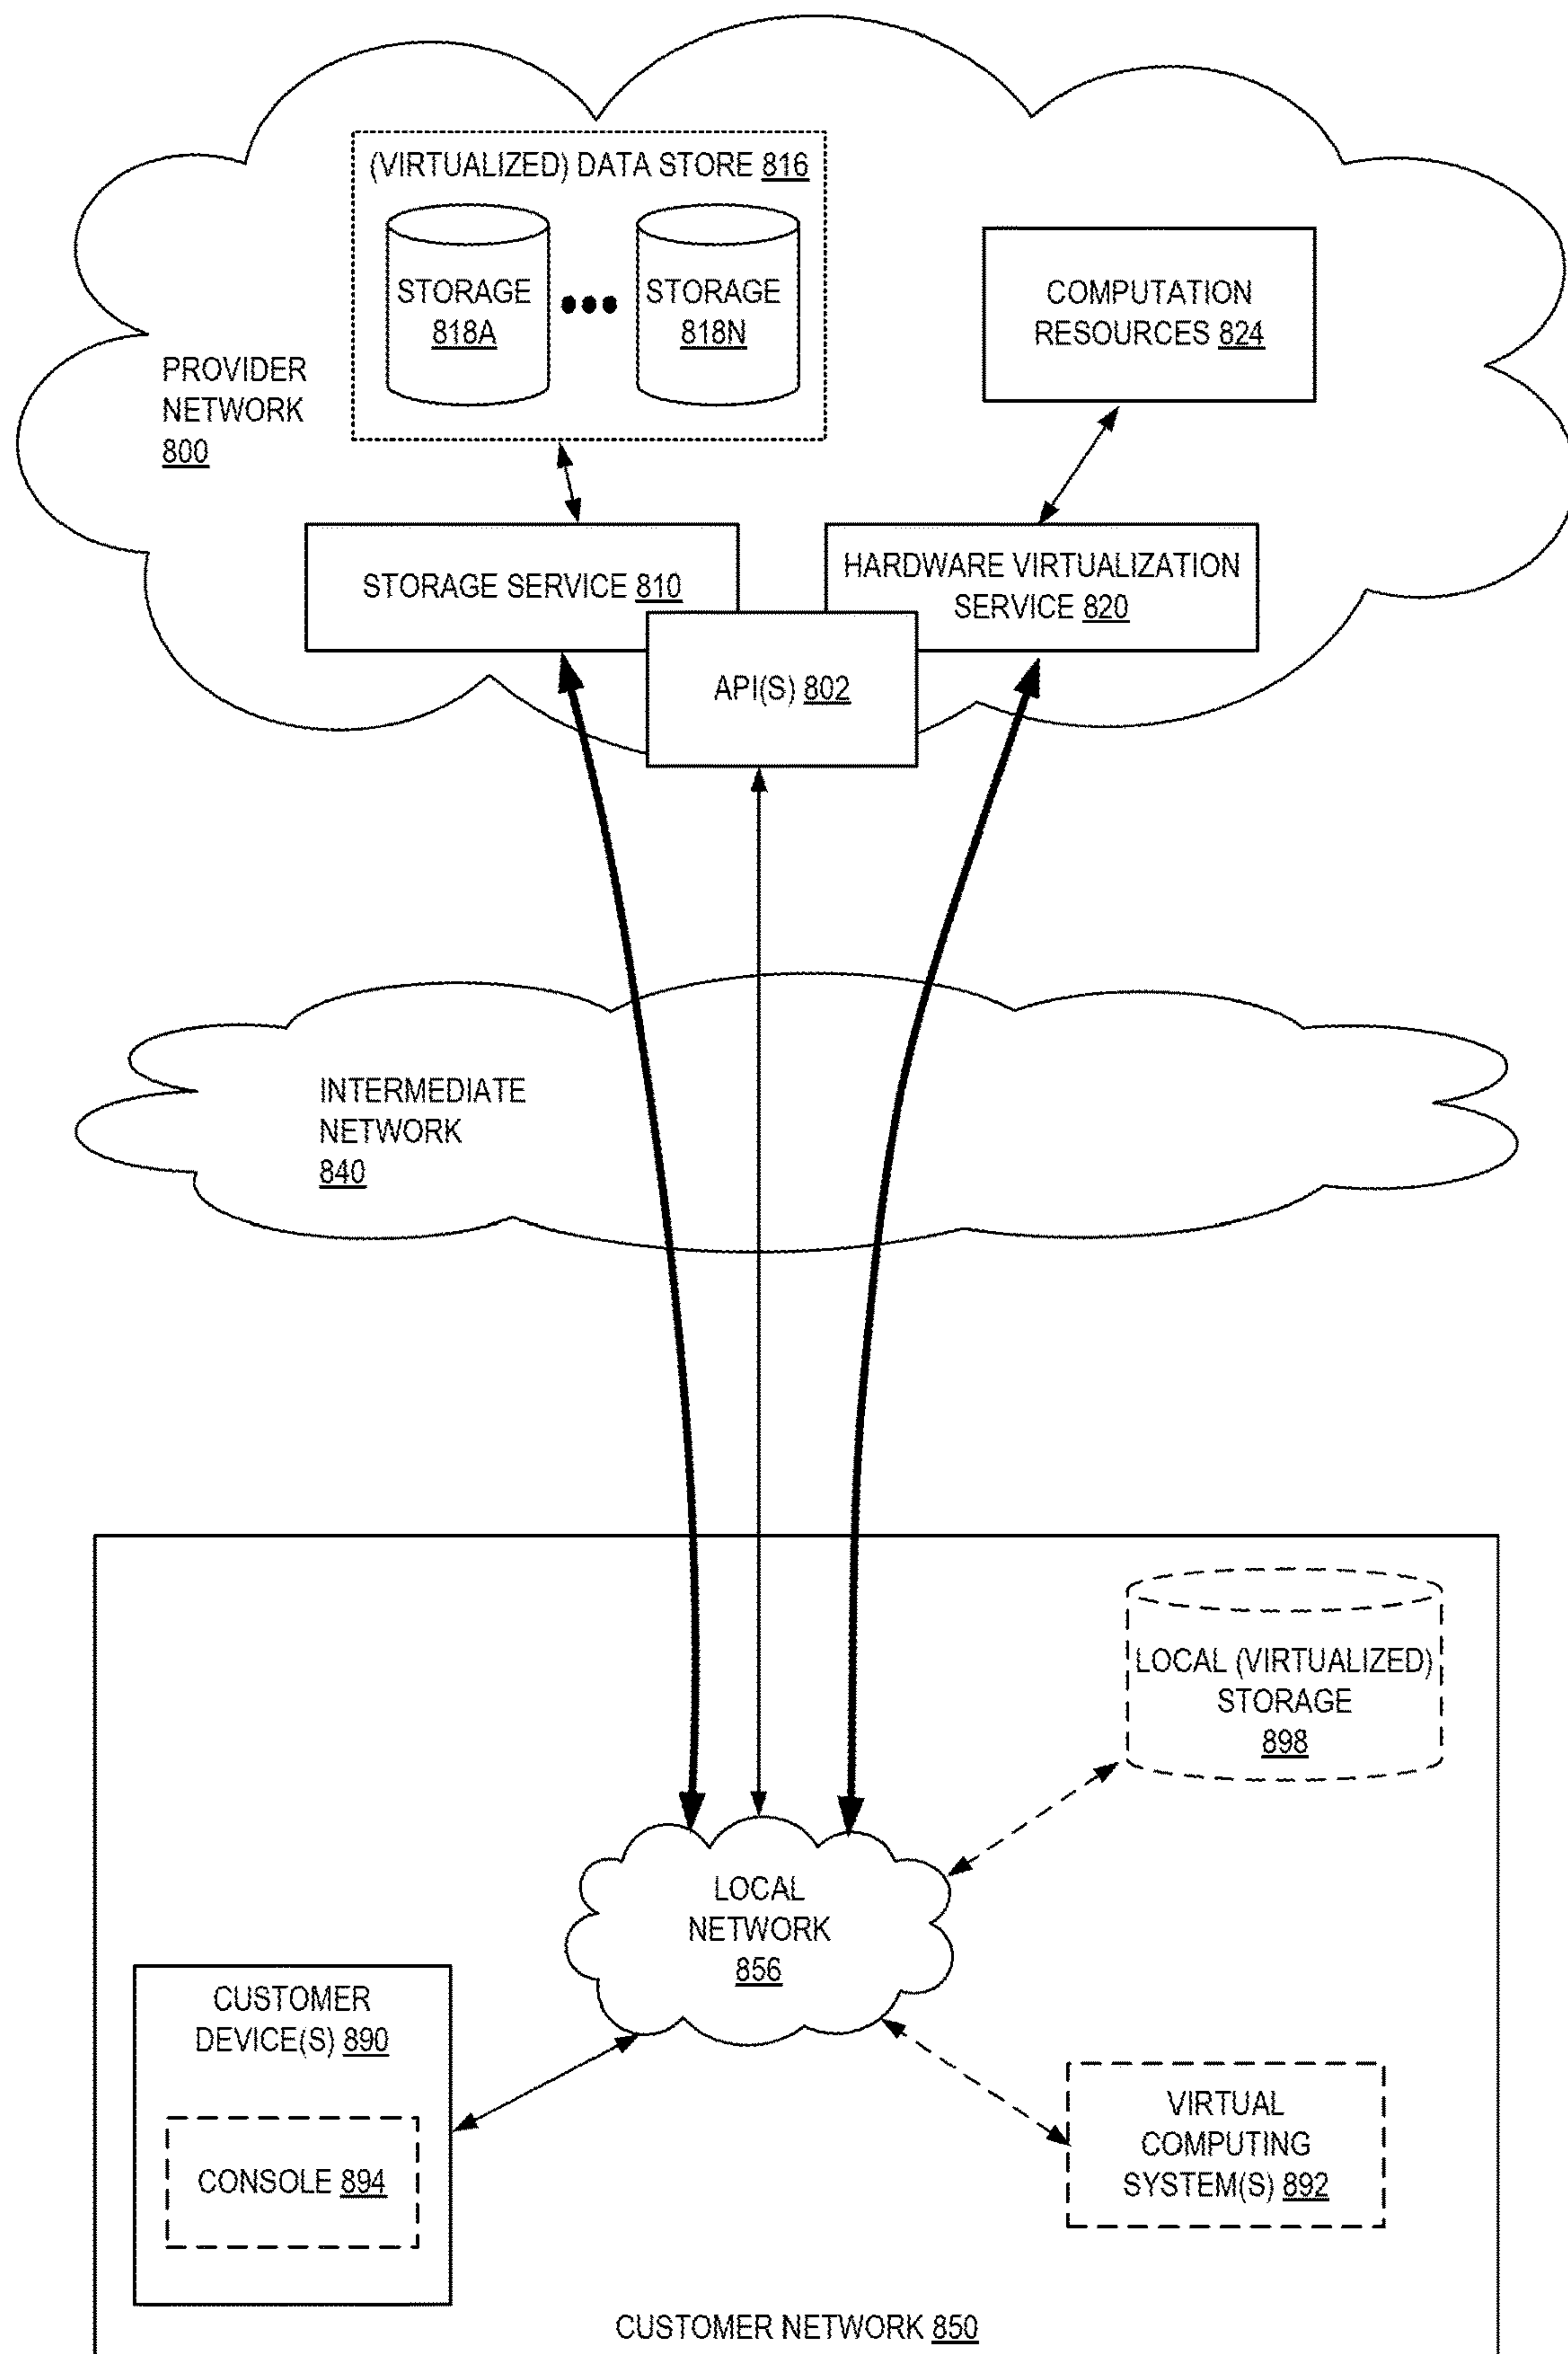 (VIRTUALIZED) DATA STORE 816
STORAGE
818A
STORAGE
818N
COMPUTATION
RESOURCES 824
PROVIDER
NETWORK
800
STORAGE SERVICE 810
HARDWARE VIRTUALIZATION
SERVICE 820
API(S) 802
INTERMEDIATE
NETWORK
840
LOCAL (VIRTUALIZED)
STORAGE
898
LOCAL
NETWORK
856
CUSTOMER
DEVICE(S) 890
CONSOLE 894
VIRTUAL
COMPUTING
SYSTEM(S) 892
CUSTOMER NETWORK 850